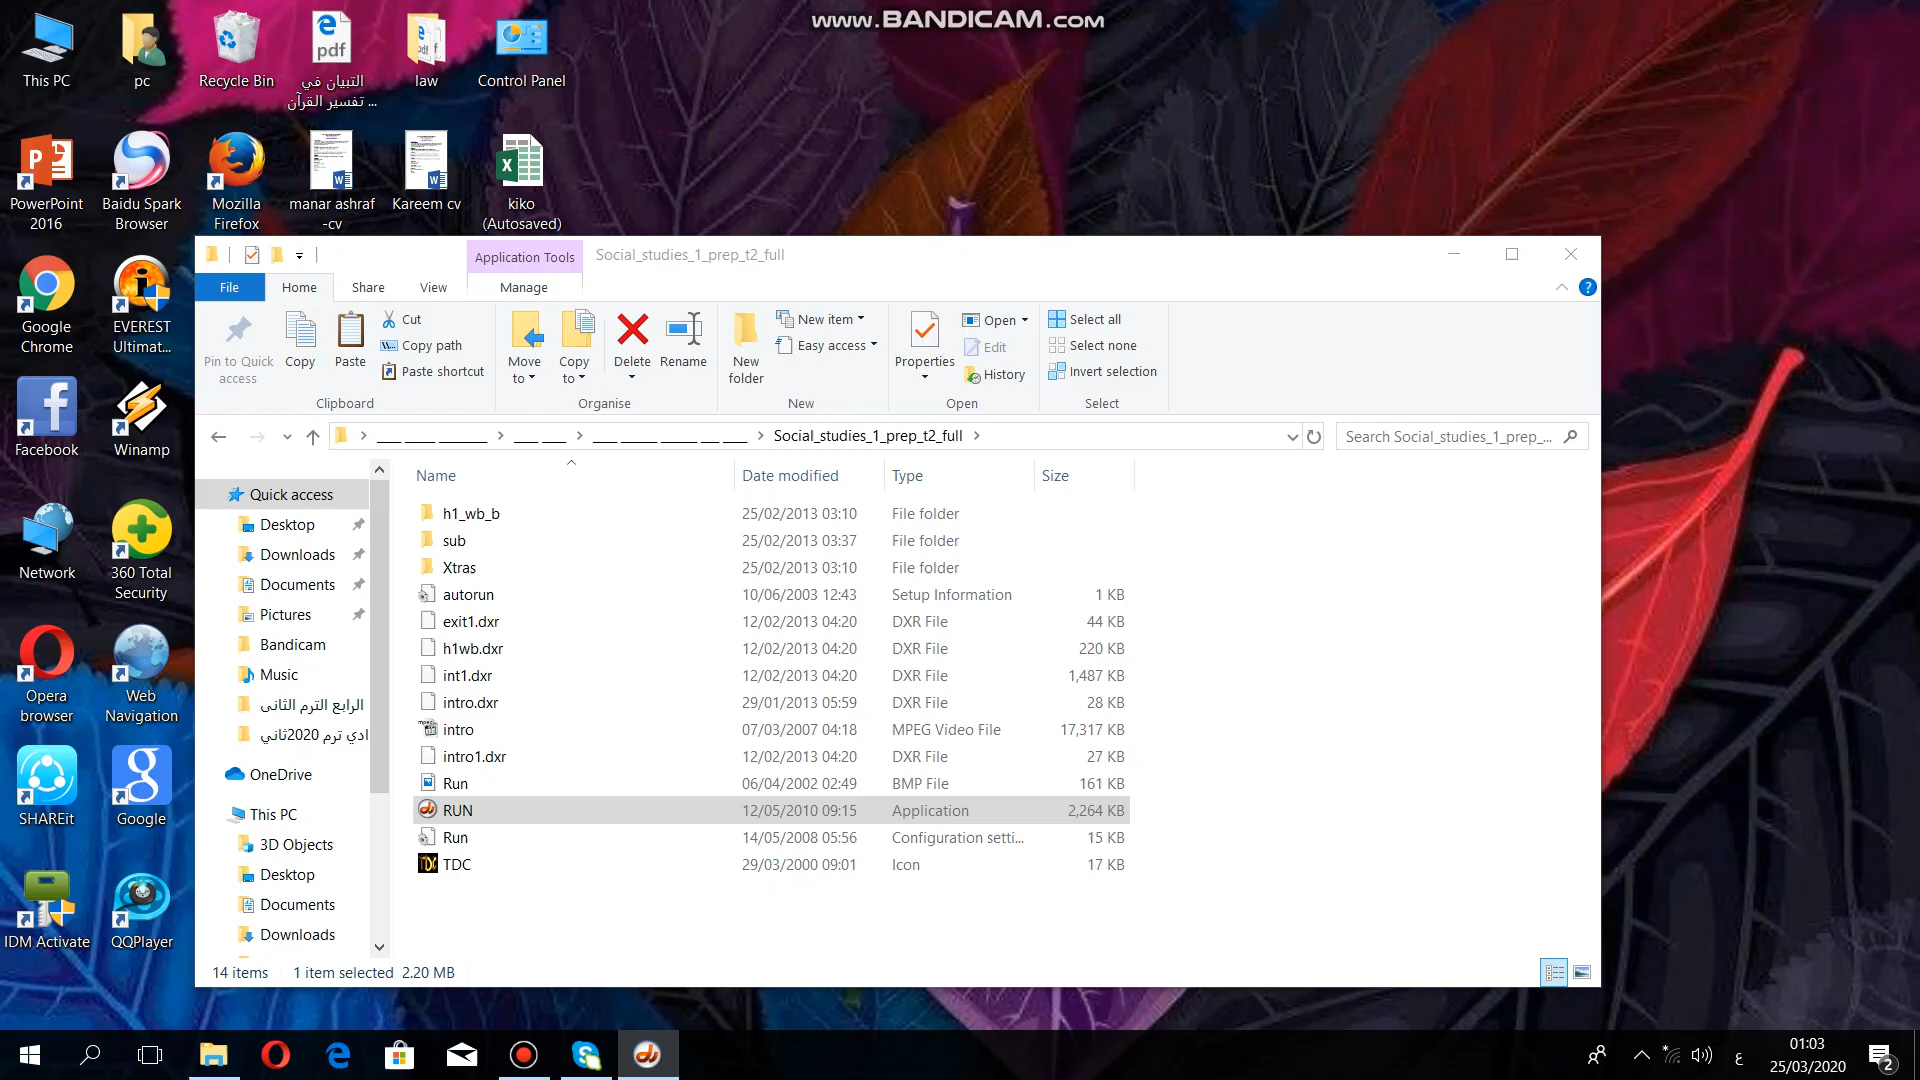 www.BANDICAM.com
This PC
pc
Recycle Bin
التبيان في
تفسير القرآن ...
law
Control Panel
PowerPoint
2016
Baidu Spark
Browser
Mozilla
Firefox
manar ashraf
-cv
Kareem cv
kiko
(Autosaved)
Google
Chrome
EVEREST
Ultimat...
Facebook
Winamp
Network
360 Total
Security
Opera
browser
Web
Navigation
SHAREit
Google
IDM Activate
QQPlayer
Application Tools
Social_studies_1_prep_t2_full
File
Home
Share
View
Manage
Pin to Quick
access
Copy
Paste
Cut
Copy path
Paste shortcut
Clipboard
Move
to
Copy
to
Delete
Rename
Organise
New
folder
New item
Easy access
New
Properties
Open
Edit
History
Open
Select all
Select none
Invert selection
Select
Social_studies_1_prep_t2_full
Search Social_studies_1_prep_...
Quick access
Desktop
Downloads
Documents
Pictures
Bandicam
Music
الرابع الترم الثانى
ادي ترم 2020ثاني
OneDrive
This PC
3D Objects
Desktop
Documents
Downloads
Name Date modified Type Size
h1_wb_b 25/02/2013 03:10 File folder
sub 25/02/2013 03:37 File folder
Xtras 25/02/2013 03:10 File folder
autorun 10/06/2003 12:43 Setup Information 1 KB
exit1.dxr 12/02/2013 04:20 DXR File 44 KB
h1wb.dxr 12/02/2013 04:20 DXR File 220 KB
int1.dxr 12/02/2013 04:20 DXR File 1,487 KB
intro.dxr 29/01/2013 05:59 DXR File 28 KB
intro 07/03/2007 04:18 MPEG Video File 17,317 KB
intro1.dxr 12/02/2013 04:20 DXR File 27 KB
Run 06/04/2002 02:49 BMP File 161 KB
RUN 12/05/2010 09:15 Application 2,264 KB
Run 14/05/2008 05:56 Configuration setti... 15 KB
TDC 29/03/2000 09:01 Icon 17 KB
14 items 1 item selected 2.20 MB
ع
01:03
25/03/2020
2